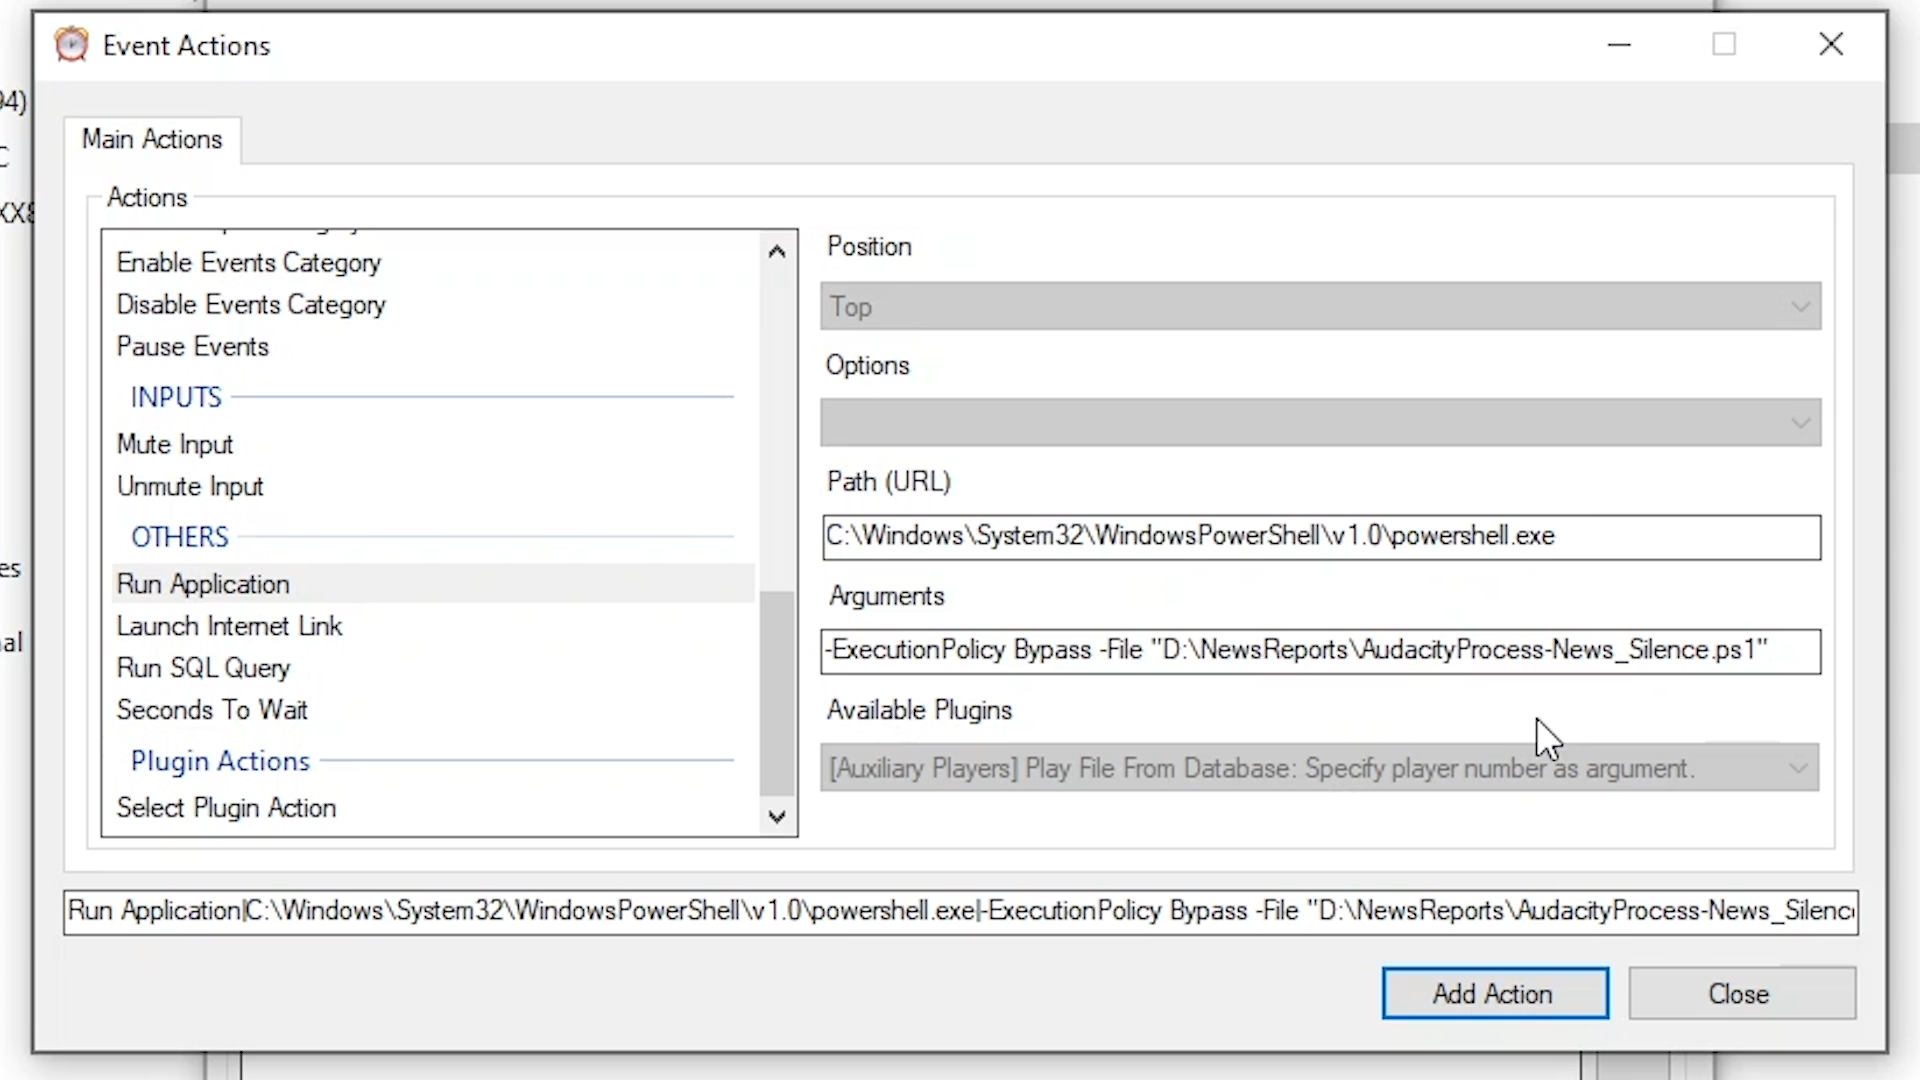 Event Actions
94)
C
XX8
es
al
Main Actions
Actions
Enable Events Category
Disable Events Category
Pause Events
INPUTS
Mute Input
Unmute Input
OTHERS
Run Application
Launch Internet Link
Run SQL Query
Seconds To Wait
Plugin Actions
Select Plugin Action
Position
Top
Options
Path (URL)
C:\Windows\System32\WindowsPowerShell\v1.0\powershell.exe
Arguments
-ExecutionPolicy Bypass -File "D:\NewsReports\AudacityProcess-News_Silence.ps1"
Available Plugins
[Auxiliary Players] Play File From Database: Specify player number as argument.
Run Application|C:\Windows\System32\WindowsPowerShell\v1.0\powershell.exe|-ExecutionPolicy Bypass -File "D:\NewsReports\AudacityProcess-News_Silenc
Add Action
Close